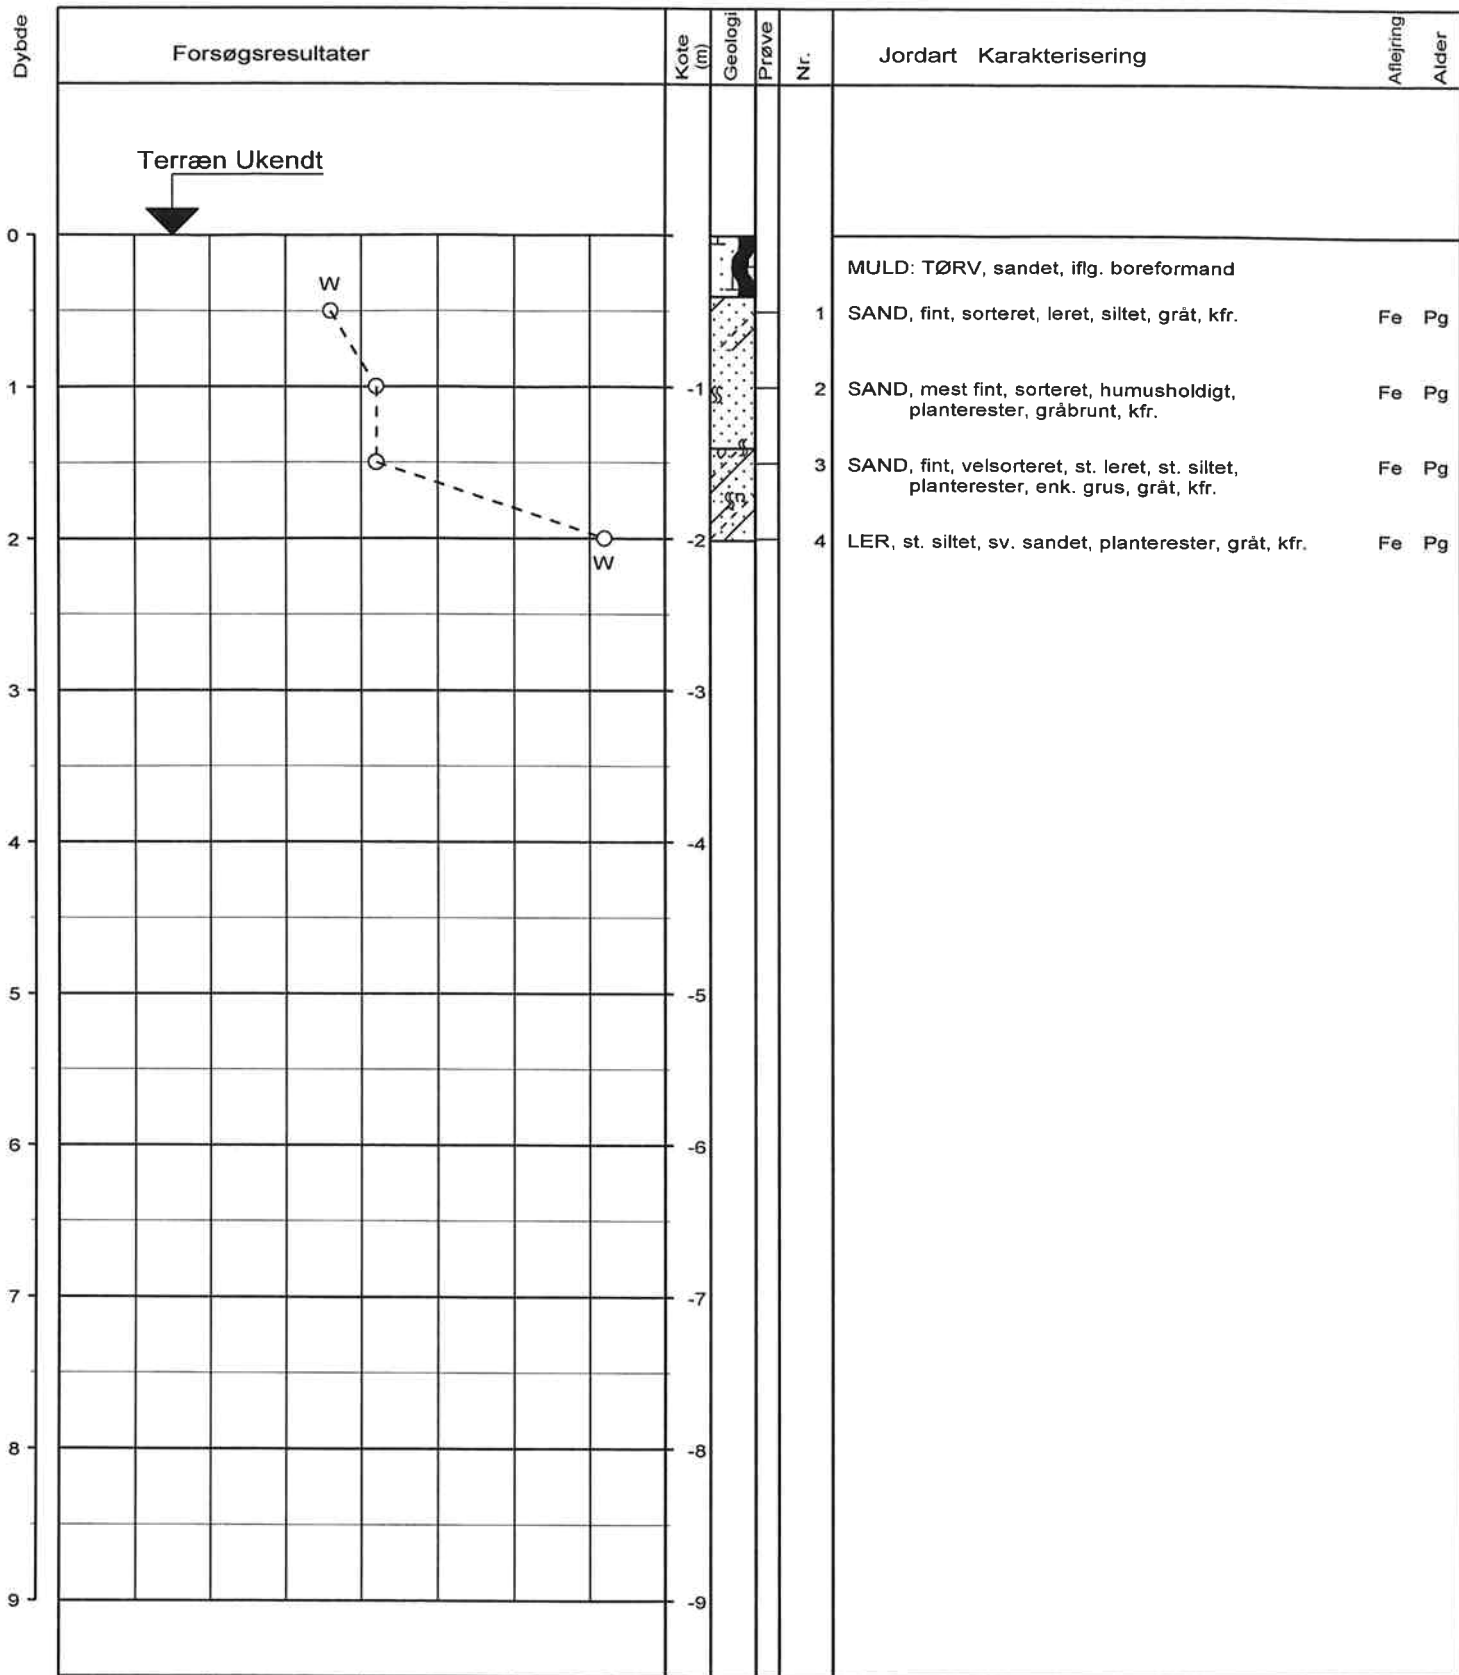 Dybde
Forsøgsresultater
Kote (m)
Geologi
Prøve
Nr.
Jordart Karakterisering
Aflejring
Alder
Terræn Ukendt
0
MULD: TØRV, sandet, iflg. boreformand
W
1 SAND, fint, sorteret, leret, siltet, gråt, kfr. Fe Pg
1 -1 2 SAND, mest fint, sorteret, humusholdigt, Fe Pg
planterester, gråbrunt, kfr.
3 SAND, fint, velsorteret, st. leret, st. siltet, Fe Pg
planterester, enk. grus, gråt, kfr.
2 -2 4 LER, st. siltet, sv. sandet, planterester, gråt, kfr. Fe Pg
W
3 -3
4 -4
5 -5
6 -6
7 -7
8 -8
9 -9